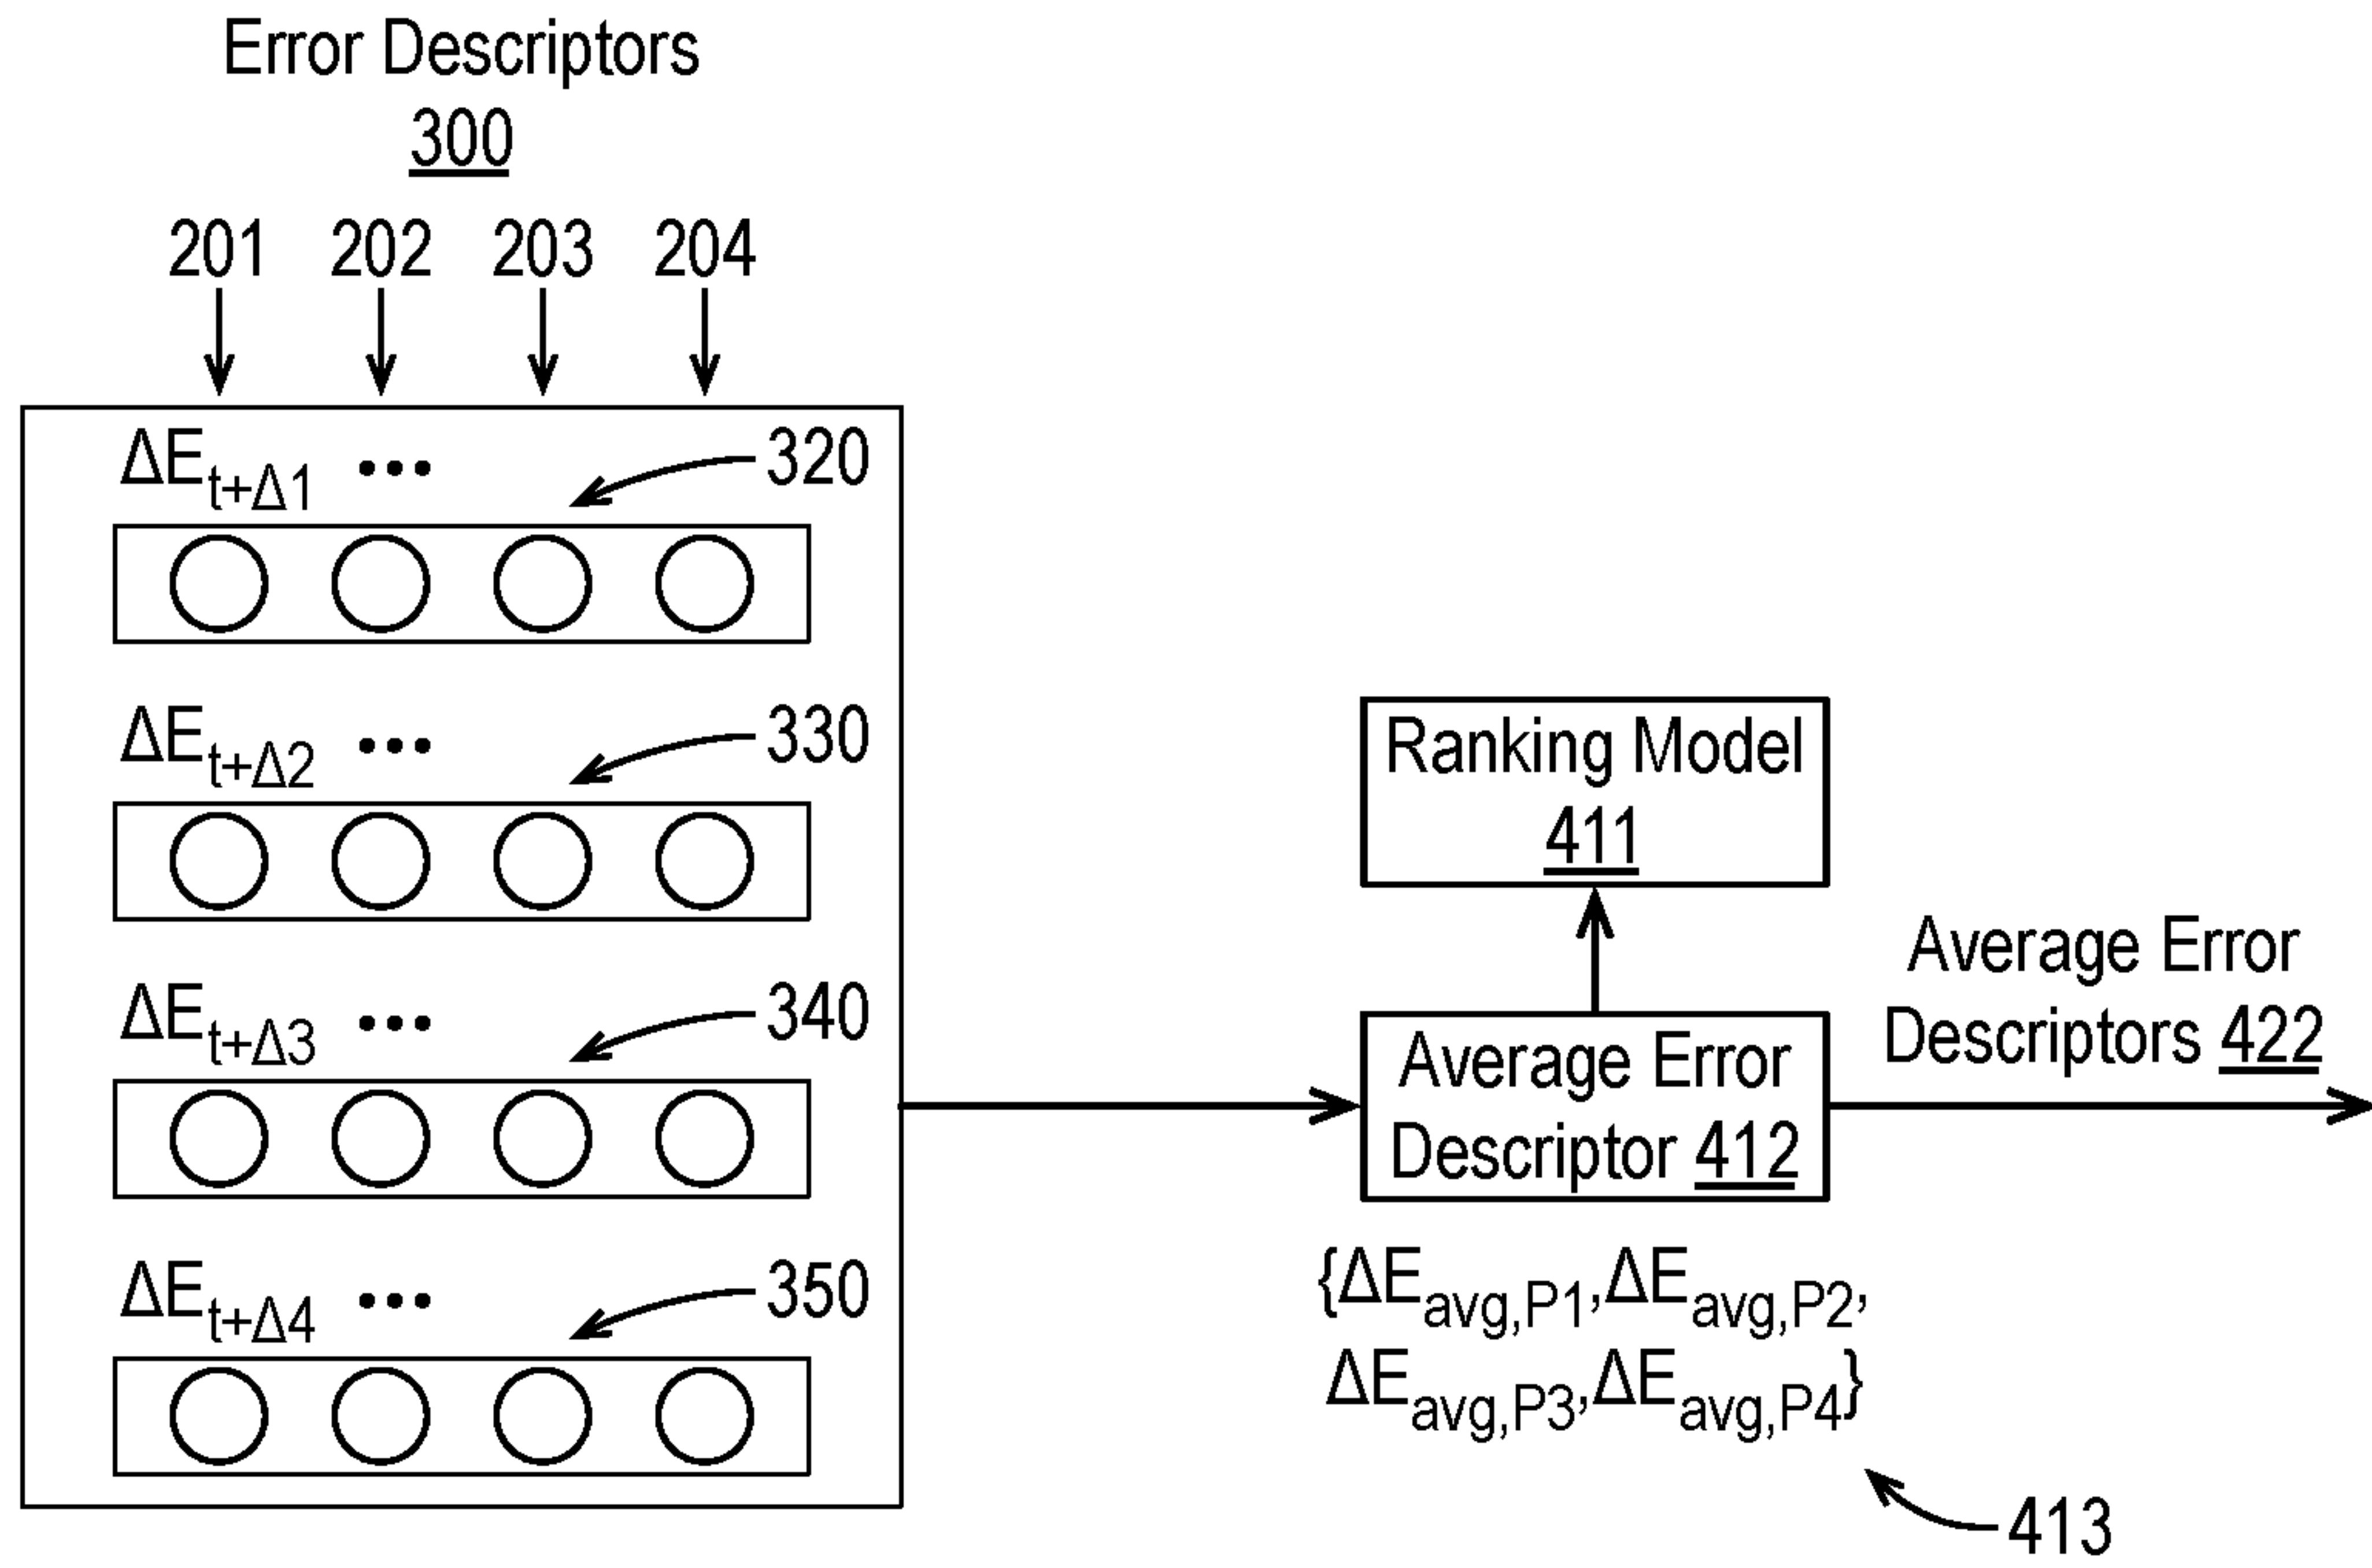 Error Descriptors
300
201 202 203 204
ΔEt+Δ1 ••• 320
ΔEt+Δ2 ••• 330
ΔEt+Δ3 ••• 340
ΔEt+Δ4 ••• 350
Ranking Model
411
Average Error
Descriptor 412
{ΔEavg,P1,ΔEavg,P2,
ΔEavg,P3,ΔEavg,P4}
413
Average Error
Descriptors 422